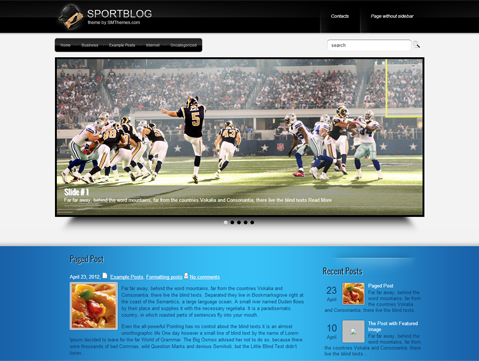 SPORTBLOG
theme by SMThemes.com
Contacts
Page without sidebar
Home
Business
Example Posts
Internet
Uncategorized
search
Slide # 1
Far far away, behind the word mountains, far from the countries Vokalia and Consonantia, there live the blind texts Read More
Paged Post
April 23, 2012, Example Posts, Formatting posts No comments
Far far away, behind the word mountains, far from the countries Vokalia and
Consonantia, there live the blind texts. Separated they live in Bookmarksgrove right at
the coast of the Semantics, a large language ocean. A small river named Duden flows
by their place and supplies it with the necessary regelialia. It is a paradisematic
country, in which roasted parts of sentences fly into your mouth.
Even the all-powerful Pointing has no control about the blind texts it is an almost
unorthographic life One day however a small line of blind text by the name of Lorem
Ipsum decided to leave for the far World of Grammar. The Big Oxmox advised her not to do so, because there
were thousands of bad Commas, wild Question Marks and devious Semikoli, but the Little Blind Text didn't
Recent Posts
23
April
Paged Post
Far far away, behind the word mountains, far from the
countries Vokalia and Consonantia, there live
10
April
The Post with Featured Image
Far far away, behind the word mountains, far from
the countries Vokalia and Consonantia, there live